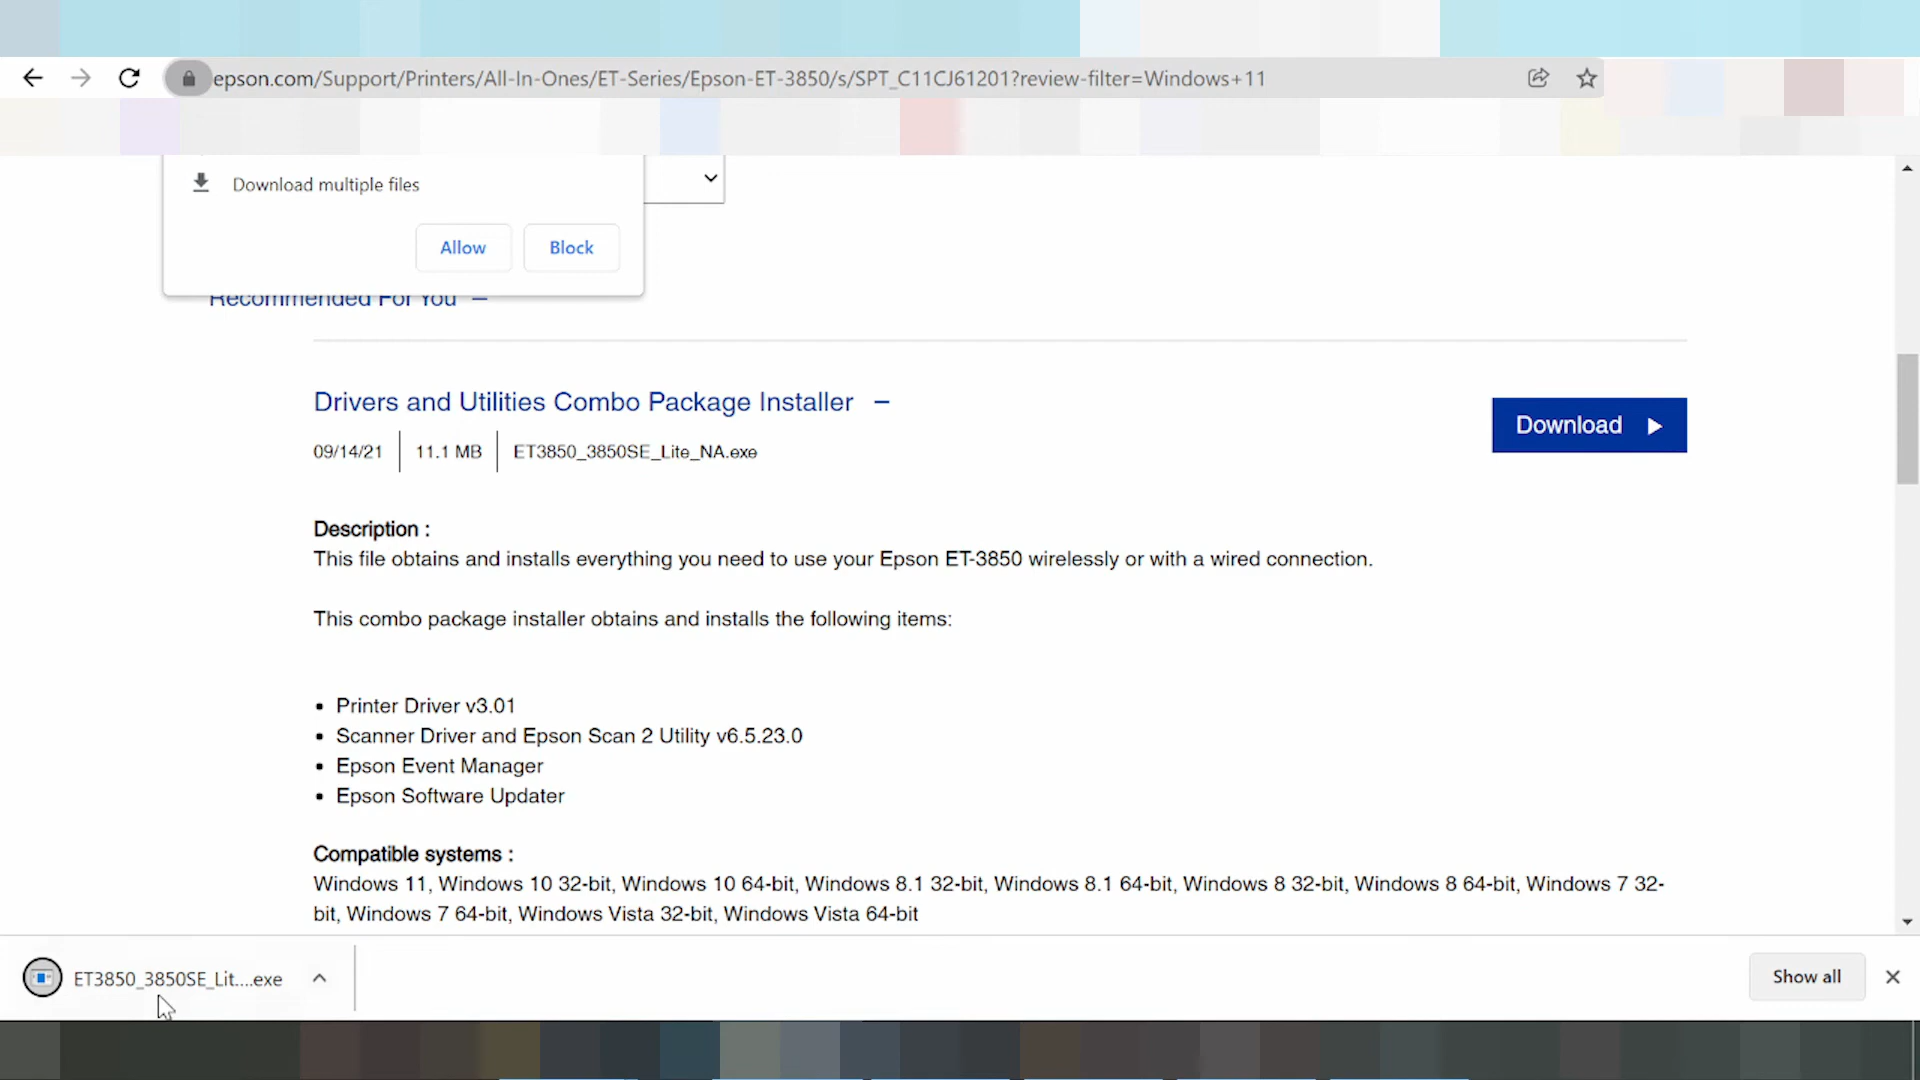 epson.com/Support/Printers/All-In-Ones/ET-Series/Epson-ET-3850/s/SPT_C11CJ61201?review-filter=Windows+11
Download multiple files
Allow
Block
Recommended For You –
Drivers and Utilities Combo Package Installer –
Download
09/14/21 | 11.1 MB | ET3850_3850SE_Lite_NA.exe
Description :
This file obtains and installs everything you need to use your Epson ET-3850 wirelessly or with a wired connection.
This combo package installer obtains and installs the following items:
• Printer Driver v3.01
• Scanner Driver and Epson Scan 2 Utility v6.5.23.0
• Epson Event Manager
• Epson Software Updater
Compatible systems :
Windows 11, Windows 10 32-bit, Windows 10 64-bit, Windows 8.1 32-bit, Windows 8.1 64-bit, Windows 8 32-bit, Windows 8 64-bit, Windows 7 32-
bit, Windows 7 64-bit, Windows Vista 32-bit, Windows Vista 64-bit
ET3850_3850SE_Lit....exe
Show all